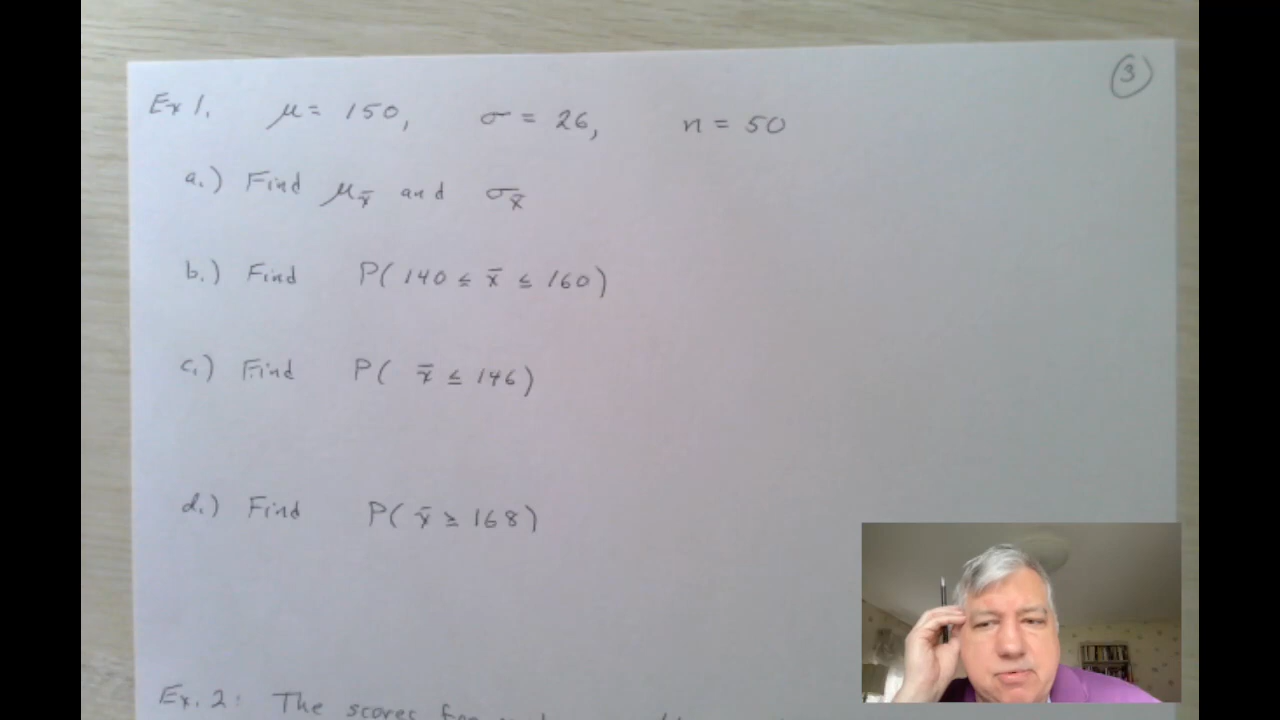 3
Ex 1. μ = 150, σ = 26, n = 50
a.) Find μx̄ and σx̄
b.) Find P( 140 ≤ x̄ ≤ 160)
c.) Find P( x̄ ≤ 146)
d.) Find P( x̄ ≥ 168)
Ex. 2: The scores